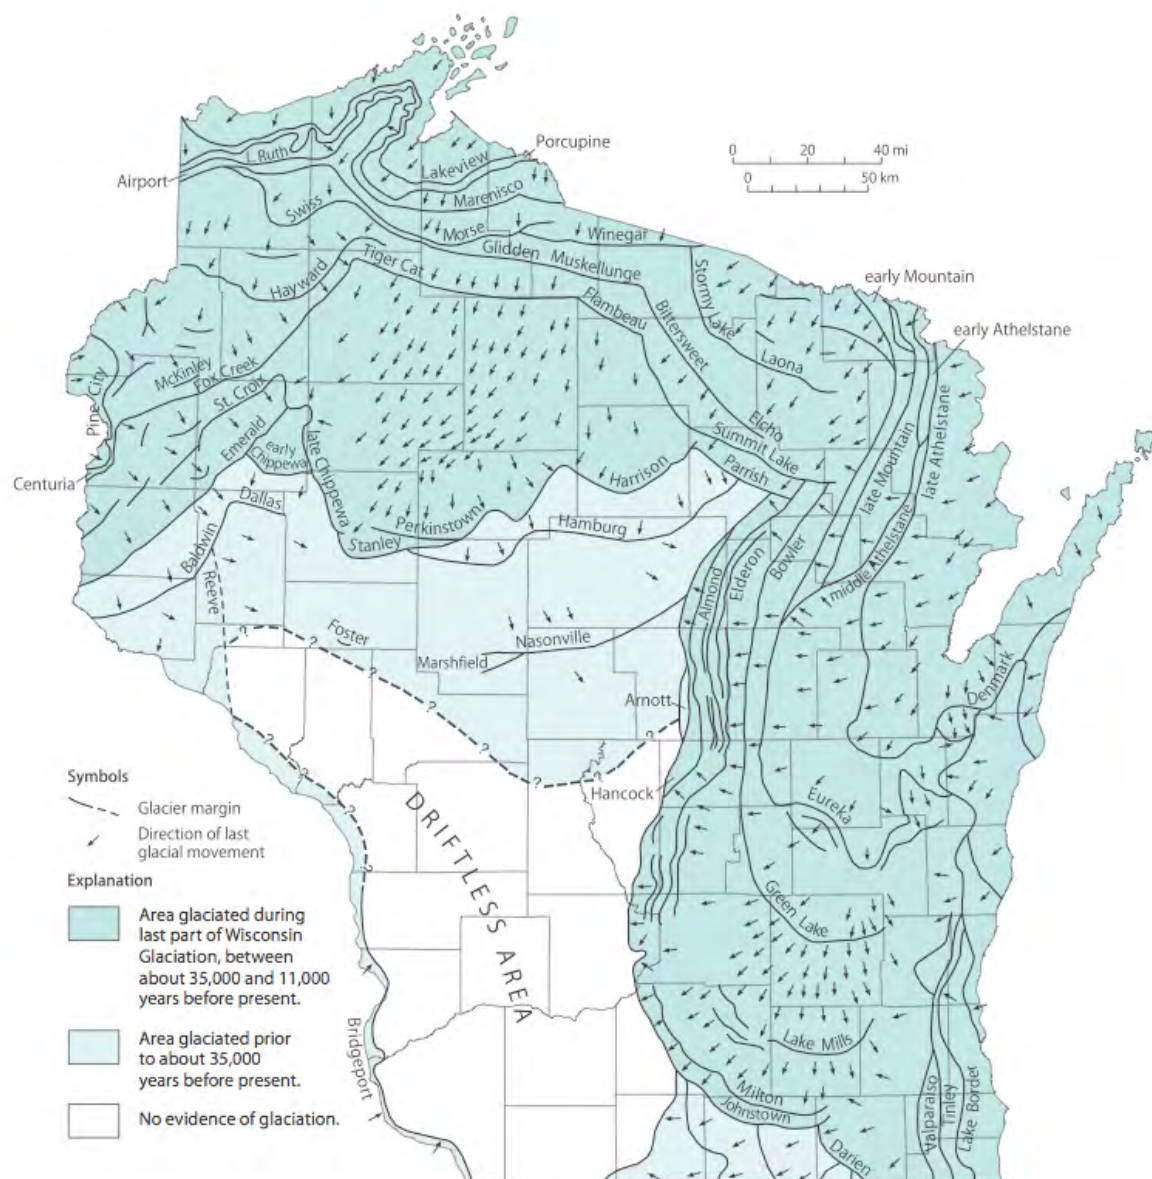 Porcupine
0 20 40 mi
0 50 km
L. Ruth
Lakeview
Airport
Marenisco
Swiss
Morse
Winegar
Glidden
Muskellunge
Tiger Cat
Hayward
Stormy Lake
early Mountain
Flambeau
Bittersweet
early Athelstane
Laona
McKinley
Fox Creek
Pine City
St. Croix
Emerald
early
Chippewa
late Chippewa
Elcho
Summit Lake
Parrish
Harrison
late Mountain
late Athelstane
Centuria
Dallas
Perkinstown
Stanley
Hamburg
Baldwin
Reeve
Almond
Elderon
Bowler
middle Athelstane
?
?
Foster
Nasonville
Marshfield
Denmark
Arnott
?
?
?
?
?
Symbols
Glacier margin
Direction of last
glacial movement
?
?
?
?
Hancock
Eureka
DRIFTLESS AREA
Explanation
Area glaciated during
last part of Wisconsin
Glaciation, between
about 35,000 and 11,000
years before present.
Area glaciated prior
to about 35,000
years before present.
No evidence of glaciation.
Green Lake
Bridgeport
Lake Mills
Milton
Johnstown
Darien
Valparaiso
Tinley
Lake Border